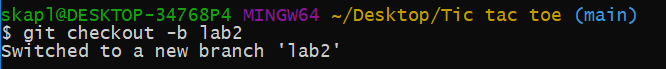 skapl@DESKTOP-34768P4 MINGW64 ~/Desktop/Tic tac toe (main)
$ git checkout -b lab2
Switched to a new branch 'lab2'